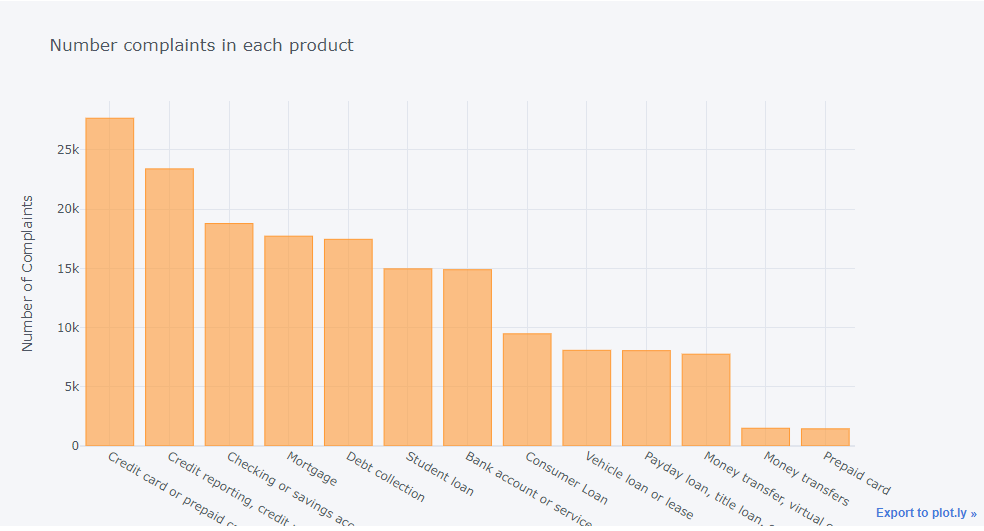 Number complaints in each product
25k
20k
15k
10k
5k
0
Number of Complaints
Credit card or prepaid
Credit reporting, credit
Checking or savings
Mortgage
Debt collection
Student loan
Bank account or service
Consumer Loan
Vehicle loan or lease
Payday loan, title loan,
Money transfer, virtual
Money transfers
Prepaid card
Export to plot.ly »